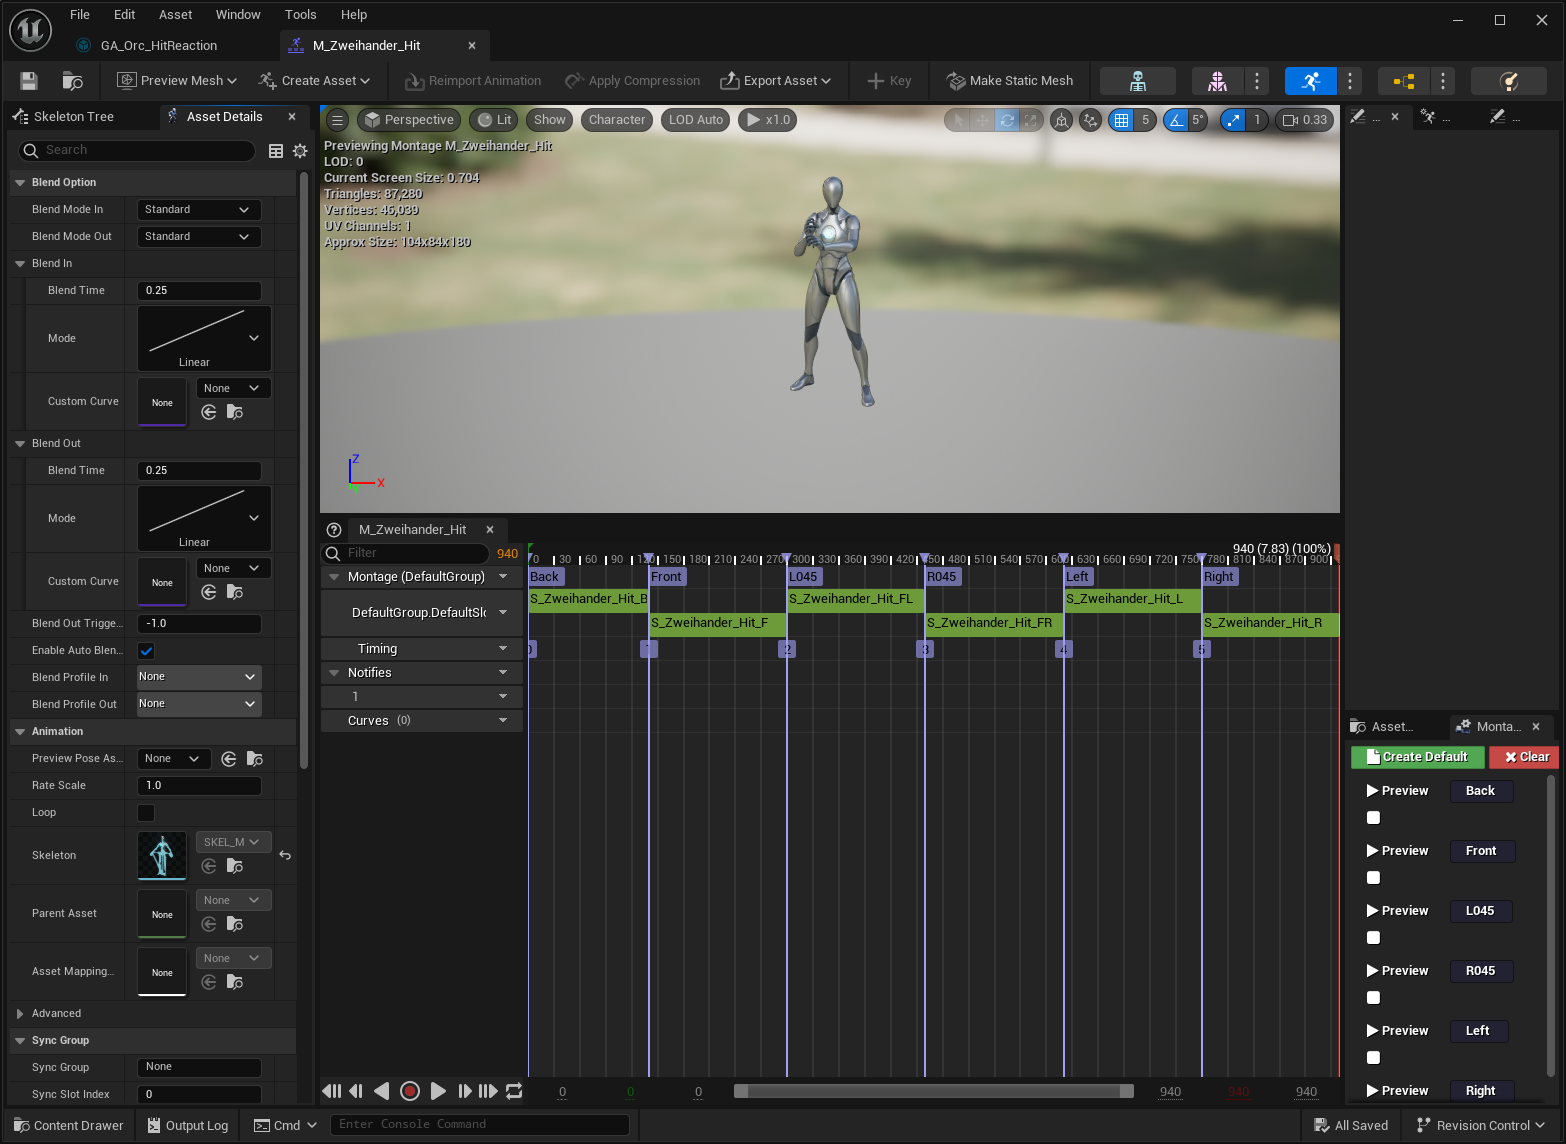 File Edit Asset Window Tools Help
GA_Orc_HitReaction
M_Zweihander_Hit
Preview Mesh
Create Asset
Reimport Animation
Apply Compression
Export Asset
Key
Make Static Mesh
Skeleton Tree
Asset Details
Search
Blend Option
Blend Mode In Standard
Blend Mode Out Standard
Blend In
Blend Time 0.25
Mode Linear
Custom Curve None None
Blend Out
Blend Time 0.25
Mode Linear
Custom Curve None None
Blend Out Trigge... -1.0
Enable Auto Blen...
Blend Profile In None
Blend Profile Out None
Animation
Preview Pose As... None
Rate Scale 1.0
Loop
Skeleton SKEL_M
Parent Asset None None
Asset Mapping... None None
Advanced
Sync Group
Sync Group None
Sync Slot Index 0
Perspective Lit Show Character LOD Auto x1.0
5 5° 1 0.33
Previewing Montage M_Zweihander_Hit
LOD: 0
Current Screen Size: 0.704
Triangles: 87,280
Vertices: 46,039
UV Channels: 1
Approx Size: 104x84x180
Z
X
M_Zweihander_Hit
Filter 940
940 (7.83) (100%)
0 30 60 90 150 180 210 240 270 300 330 360 390 420 450 480 510 540 570 630 660 690 720 750 780 810 840 870 900
Montage (DefaultGroup)
Back Front L045 R045 Left Right
DefaultGroup.DefaultSlo
S_Zweihander_Hit_B S_Zweihander_Hit_FL S_Zweihander_Hit_L
S_Zweihander_Hit_F S_Zweihander_Hit_FR S_Zweihander_Hit_R
Timing
0 1 2 3 4 5
Notifies
1
Curves (0)
0 0 0 940 940 940
... ... ...
Asset...
Monta...
Create Default
Clear
Preview Back
Preview Front
Preview L045
Preview R045
Preview Left
Preview Right
Content Drawer
Output Log
Cmd
Enter Console Command
All Saved
Revision Control